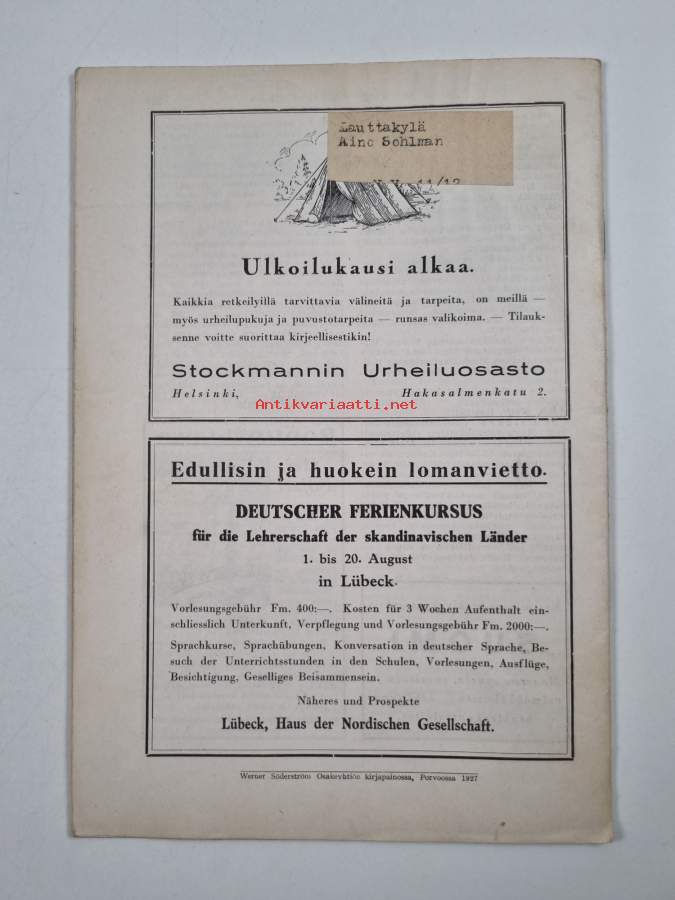 Lauttakylä
Aino Sohlman
11/12
Ulkoilukausi alkaa.
Kaikkia retkeilyillä tarvittavia välineitä ja tarpeita, on meillä —
myös urheilupukuja ja puvustotarpeita — runsas valikoima. — Tilauk-
senne voitte suorittaa kirjeellisestikin!
Stockmannin Urheiluosasto
Helsinki, Hakasalmenkatu 2.
Antikvariaatti.net
Edullisin ja huokein lomanvietto.
DEUTSCHER FERIENKURSUS
für die Lehrerschaft der skandinavischen Länder
1. bis 20. August
in Lübeck.
Vorlesungsgebühr Fm. 400:—. Kosten für 3 Wochen Aufenthalt ein-
schliesslich Unterkunft, Verpflegung und Vorlesungsgebühr Fm. 2000:—.
Sprachkurse, Sprachübungen, Konversation in deutscher Sprache, Be-
such der Unterrichtsstunden in den Schulen, Vorlesungen, Ausflüge,
Besichtigung, Geselliges Beisammensein.
Näheres und Prospekte
Lübeck, Haus der Nordischen Gesellschaft.
Werner Söderström Osakeyhtiön kirjapainossa, Porvoossa 1927